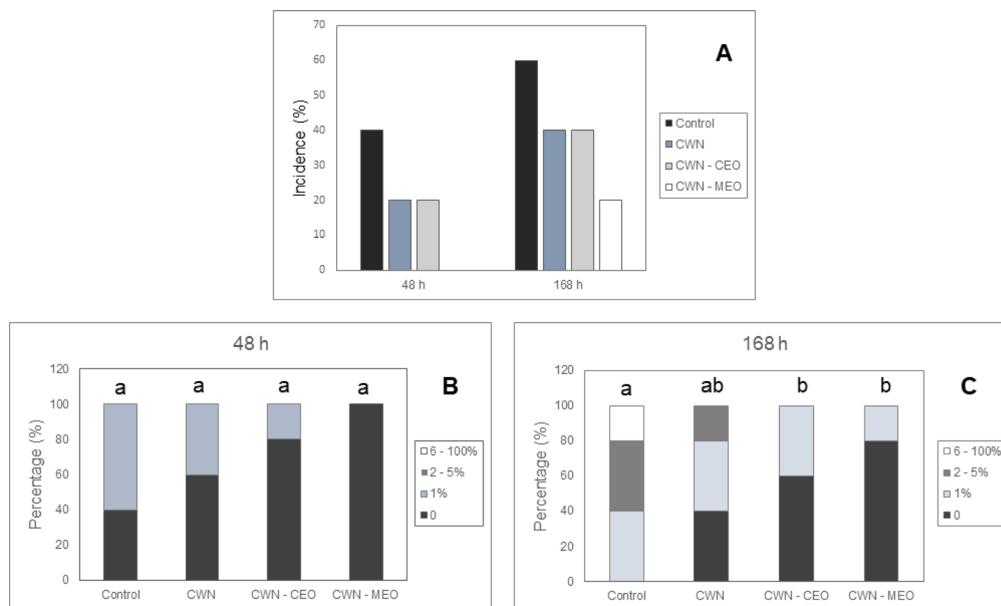 A
Incidence (%)
70
60
50
40
30
20
10
0
48 h
168 h
Control
CWN
CWN - CEO
CWN - MEO
48 h
B
Percentage (%)
120
100
80
60
40
20
0
a a a a
Control CWN CWN - CEO CWN - MEO
6 - 100%
2 - 5%
1%
0
168 h
C
Percentage (%)
120
100
80
60
40
20
0
a ab b b
Control CWN CWN - CEO CWN - MEO
6 - 100%
2 - 5%
1%
0